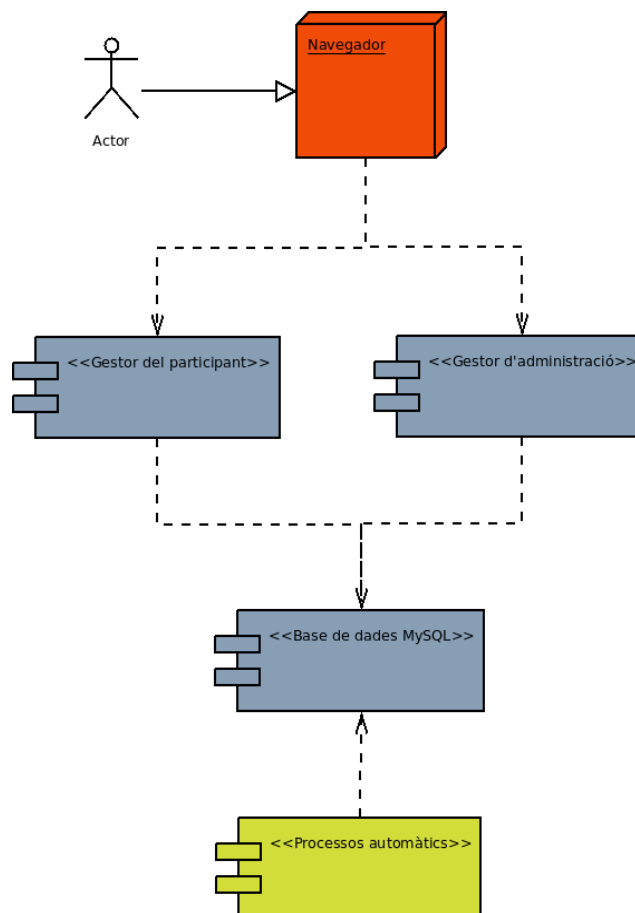 Navegador
Actor
<<Gestor del participant>>
<<Gestor d'administració>>
<<Base de dades MySQL>>
<<Processos automàtics>>